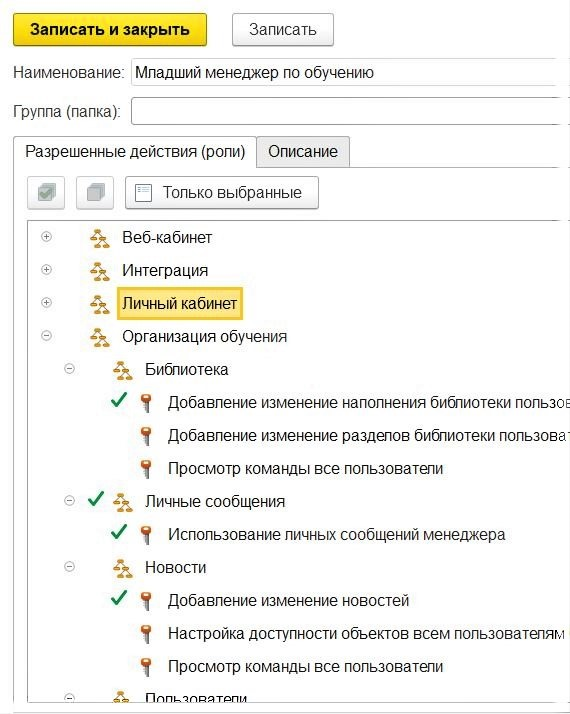 Записать и закрыть Записать
Наименование: Младший менеджер по обучению
Группа (папка):
Разрешенные действия (роли) Описание
Только выбранные
Веб-кабинет
Интеграция
Личный кабинет
Организация обучения
Библиотека
Добавление изменение наполнения библиотеки пользов
Добавление изменение разделов библиотеки пользоват
Просмотр команды все пользователи
Личные сообщения
Использование личных сообщений менеджера
Новости
Добавление изменение новостей
Настройка доступности объектов всем пользователям
Просмотр команды все пользователи
Пользователи